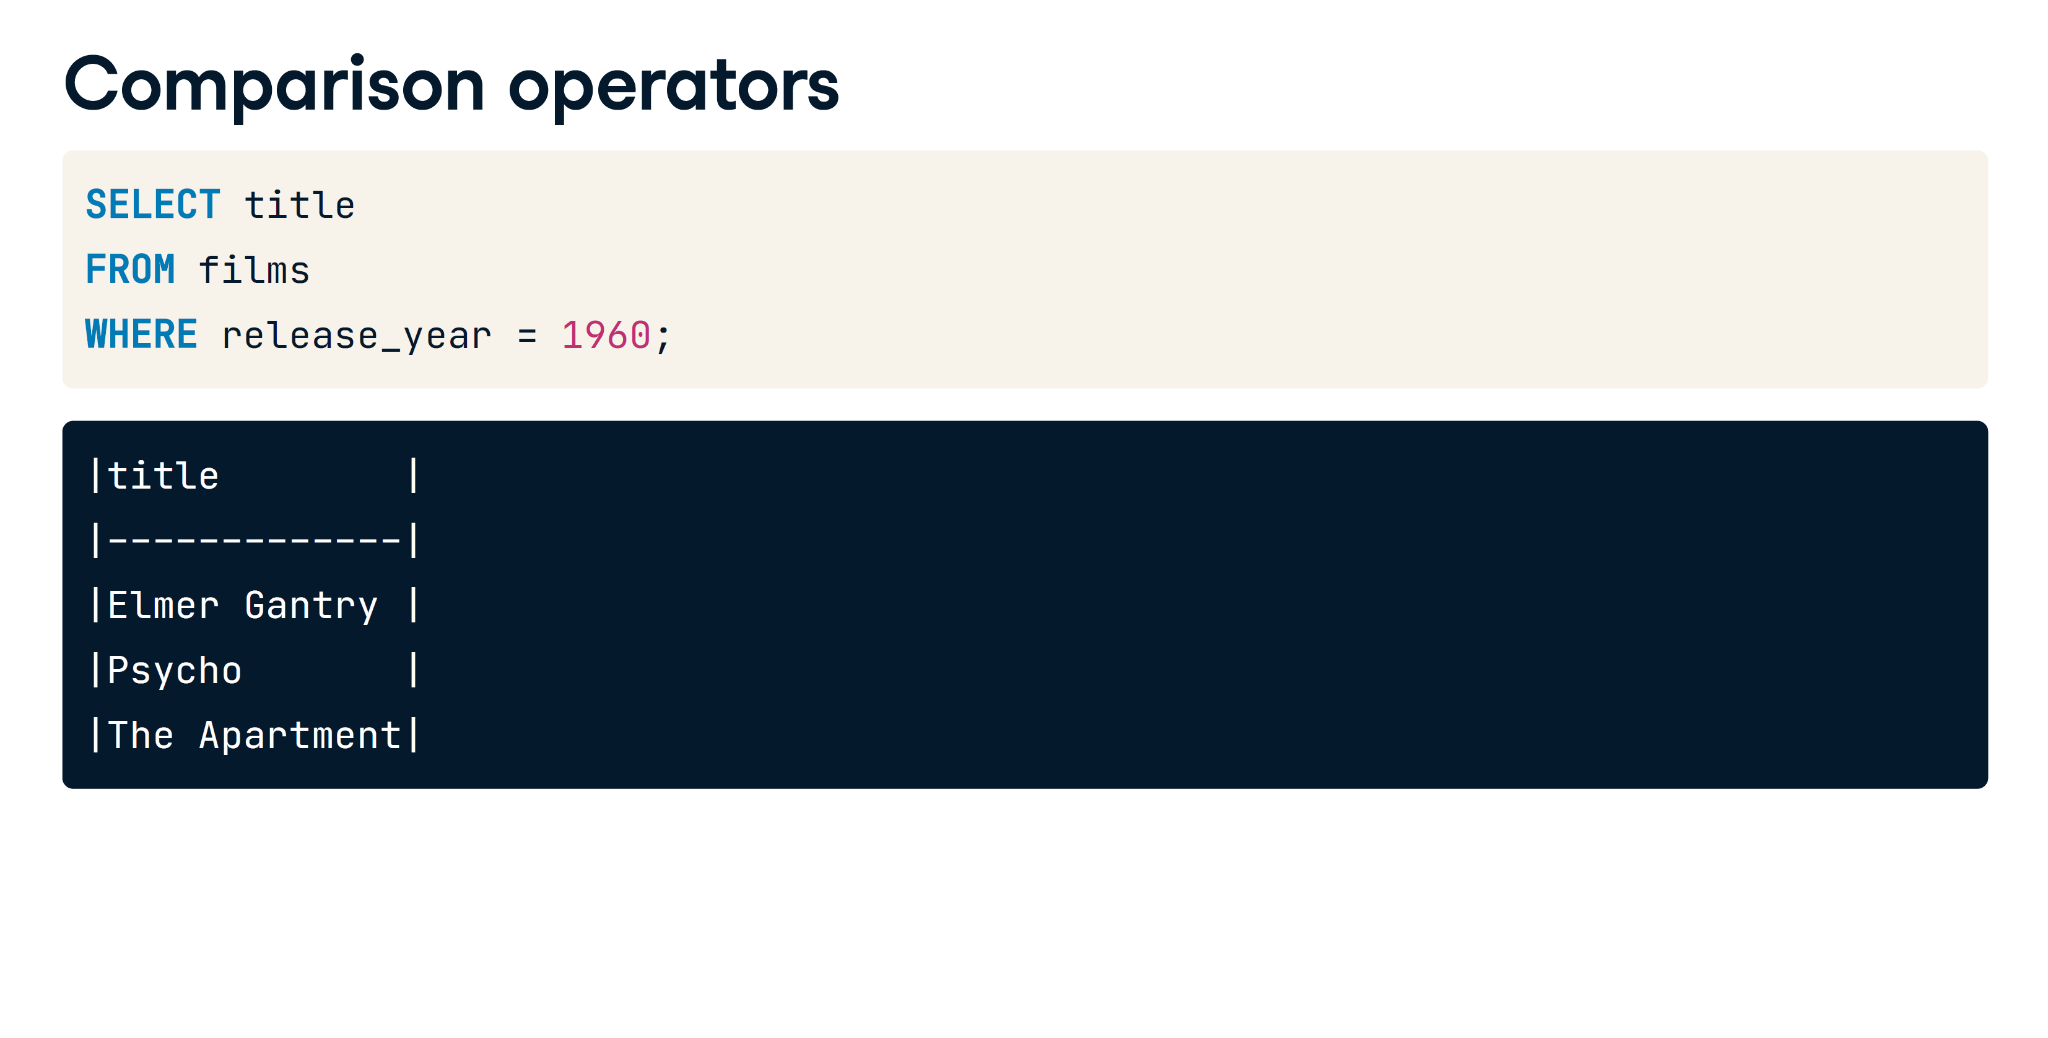 Comparison operators
SELECT title
FROM films
WHERE release_year = 1960;
|title        |
|-------------|
|Elmer Gantry |
|Psycho       |
|The Apartment|